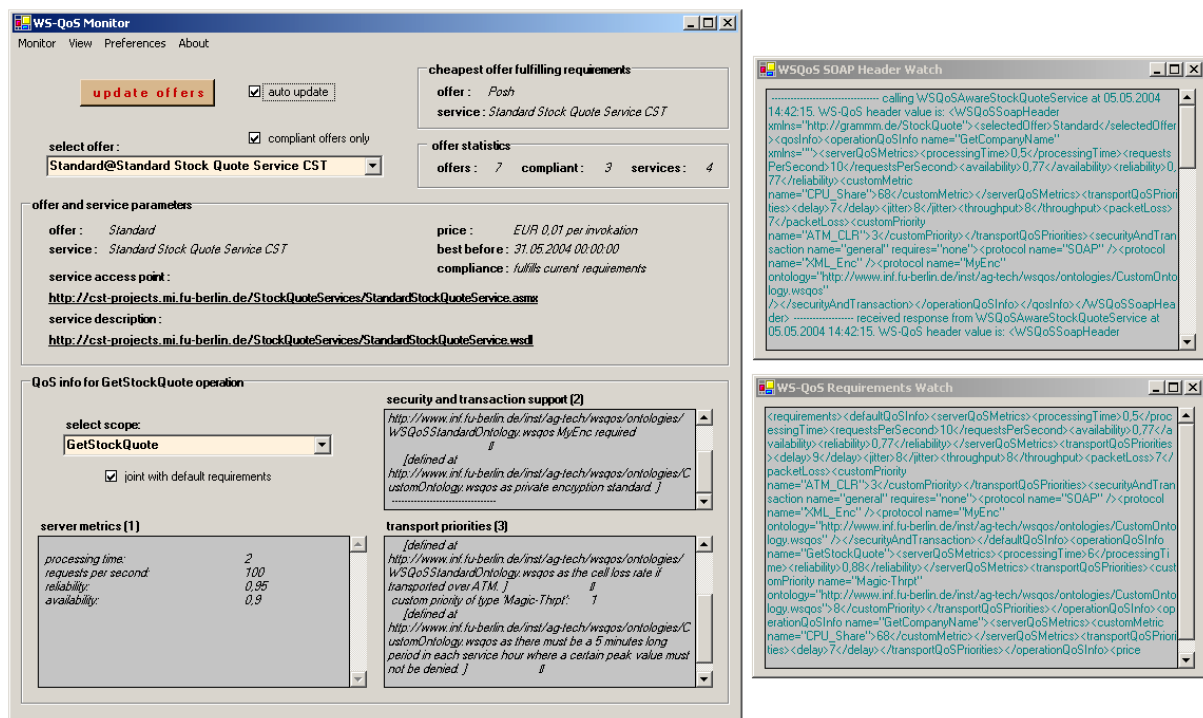 WS-QoS Monitor
Monitor View Preferences About
update offers
auto update
compliant offers only
select offer :
Standard@Standard Stock Quote Service CST
cheapest offer fulfilling requirements
offer : Posh
service : Standard Stock Quote Service CST
offer statistics
offers : 7 compliant : 3 services : 4
offer and service parameters
offer : Standard
service : Standard Stock Quote Service CST
price : EUR 0,01 per invokation
best before : 31.05.2004 00:00:00
compliance : fulfills current requirements
service access point :
http://cst-projects.mi.fu-berlin.de/StockQuoteServices/StandardStockQuoteService.asmx
service description :
http://cst-projects.mi.fu-berlin.de/StockQuoteServices/StandardStockQuoteService.wsdl
QoS info for GetStockQuote operation
select scope:
GetStockQuote
joint with default requirements
security and transaction support (2)
http://www.inf.fu-berlin.de/inst/ag-tech/wsqos/ontologies/
WSQoSStandardOntology.wsqos MyEnc required
[]
[defined at
http://www.inf.fu-berlin.de/inst/ag-tech/wsqos/ontologies/C
ustomOntology.wsqos as private encryption standard. ]
--------------------------------
server metrics (1)
processing time: 2
requests per second: 100
reliability: 0,95
availability: 0,9
transport priorities (3)
[defined at
http://www.inf.fu-berlin.de/inst/ag-tech/wsqos/ontologies/
WSQoSStandardOntology.wsqos as the cell loss rate if
transported over ATM. ] []
custom priority of type 'Magic-Thrpt': 1
[defined at
http://www.inf.fu-berlin.de/inst/ag-tech/wsqos/ontologies/C
ustomOntology.wsqos as there must be a 5 minutes long
period in each service hour where a certain peak value must
not be denied. ] []
WSQoS SOAP Header Watch
-------------------------------- calling WSQoSAwareStockQuoteService at 05.05.2004
14:42:15. WS-QoS header value is: <WSQoSSoapHeader
xmlns="http://grammm.de/StockQuote"><selectedOffer>Standard</selectedOffer
><qosInfo><operationQoSInfo name="GetCompanyName"
xmlns=""><serverQoSMetrics><processingTime>0,5</processingTime><requests
PerSecond>10</requestsPerSecond><availability>0,77</availability><reliability>0,
77</reliability><customMetric
name="CPU_Share">68</customMetric></serverQoSMetrics><transportQoSPriori
ties><delay>7</delay><jitter>8</jitter><throughput>8</throughput><packetLoss>
7</packetLoss><customPriority
name="ATM_CLR">3</customPriority></transportQoSPriorities><securityAndTran
saction name="general" requires="none"><protocol name="SOAP" /><protocol
name="XML_Enc" /><protocol name="MyEnc"
ontology="http://www.inf.fu-berlin.de/inst/ag-tech/wsqos/ontologies/CustomOnto
logy.wsqos"
/></securityAndTransaction></operationQoSInfo></qosInfo></WSQoSSoapHea
der> ------------------ received response from WSQoSAwareStockQuoteService at
05.05.2004 14:42:15. WS-QoS header value is: <WSQoSSoapHeader
WS-QoS Requirements Watch
<requirements><defaultQoSInfo><serverQoSMetrics><processingTime>0,5</proc
essingTime><requestsPerSecond>10</requestsPerSecond><availability>0,77</a
vailability><reliability>0,77</reliability></serverQoSMetrics><transportQoSPriorities
><delay>9</delay><jitter>8</jitter><throughput>8</throughput><packetLoss>7</
packetLoss><customPriority
name="ATM_CLR">3</customPriority></transportQoSPriorities><securityAndTran
saction name="general" requires="none"><protocol name="SOAP" /><protocol
name="XML_Enc" /><protocol name="MyEnc"
ontology="http://www.inf.fu-berlin.de/inst/ag-tech/wsqos/ontologies/CustomOnto
logy.wsqos" /></securityAndTransaction></defaultQoSInfo><operationQoSInfo
name="GetStockQuote"><serverQoSMetrics><processingTime>6</processingTi
me><reliability>0,88</reliability></serverQoSMetrics><transportQoSPriorities><cust
omPriority name="Magic-Thrpt"
ontology="http://www.inf.fu-berlin.de/inst/ag-tech/wsqos/ontologies/CustomOnto
logy.wsqos">8</customPriority></transportQoSPriorities></operationQoSInfo><op
erationQoSInfo name="GetCompanyName"><serverQoSMetrics><customMetric
name="CPU_Share">68</customMetric></serverQoSMetrics><transportQoSPriori
ties><delay>7</delay></transportQoSPriorities></operationQoSInfo><price